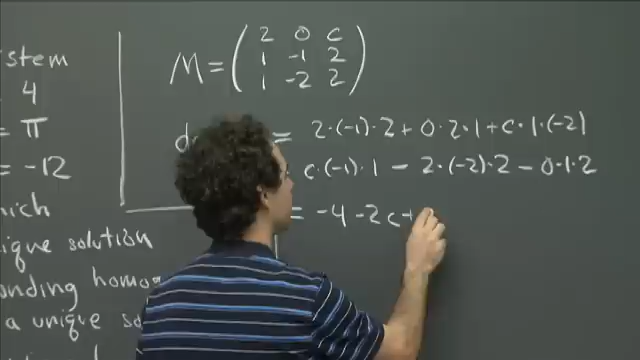 stem
4
= π
= -12
hich
ique solution
onding homo
a unique so
M = ( 2 0 c
1 -1 2
1 -2 2 )
d = 2·(-1)·2 + 0·2·1 + c·1·(-2)
c·(-1)·1 - 2·(-2)·2 - 0·1·2
= -4 - 2c +